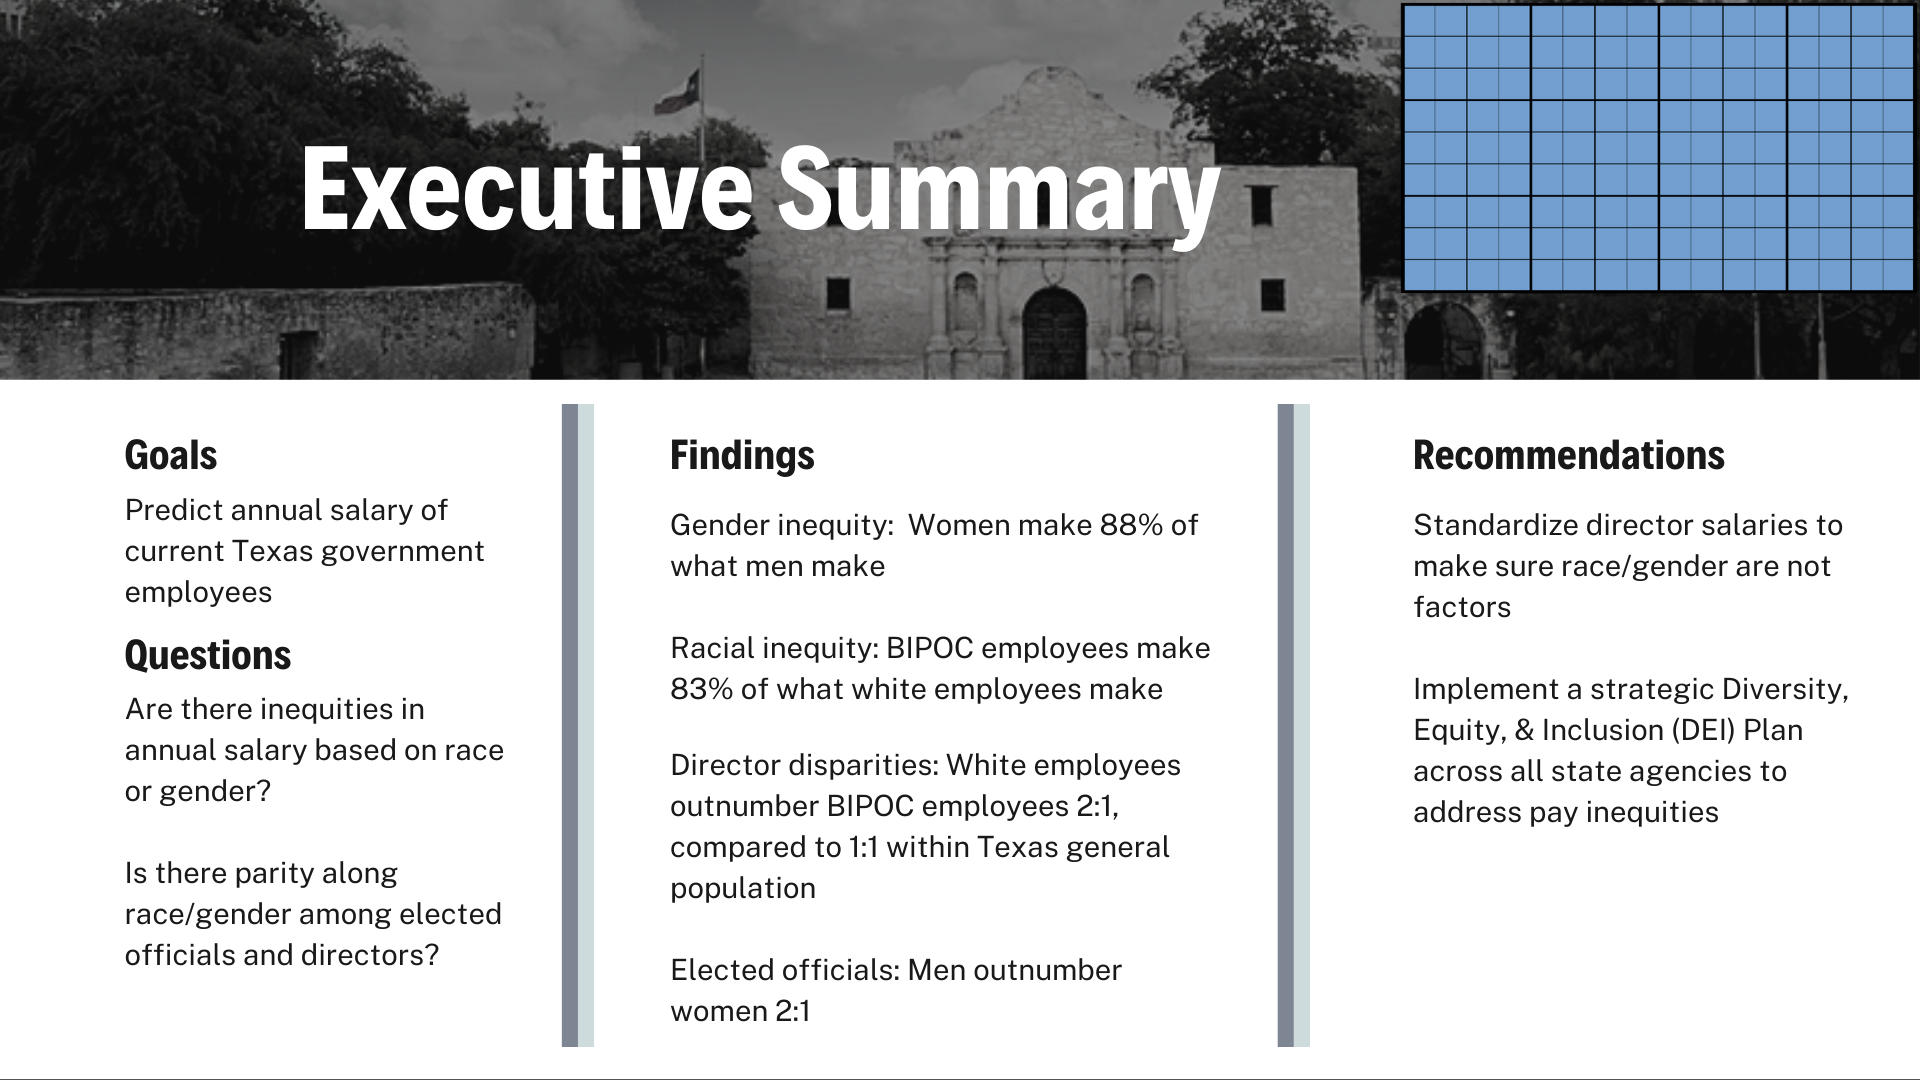 Executive Summary
Goals
Predict annual salary of
current Texas government
employees
Questions
Are there inequities in
annual salary based on race
or gender?
Is there parity along
race/gender among elected
officials and directors?
Findings
Gender inequity:  Women make 88% of
what men make
Racial inequity: BIPOC employees make
83% of what white employees make
Director disparities: White employees
outnumber BIPOC employees 2:1,
compared to 1:1 within Texas general
population
Elected officials: Men outnumber
women 2:1
Recommendations
Standardize director salaries to
make sure race/gender are not
factors
Implement a strategic Diversity,
Equity, & Inclusion (DEI) Plan
across all state agencies to
address pay inequities